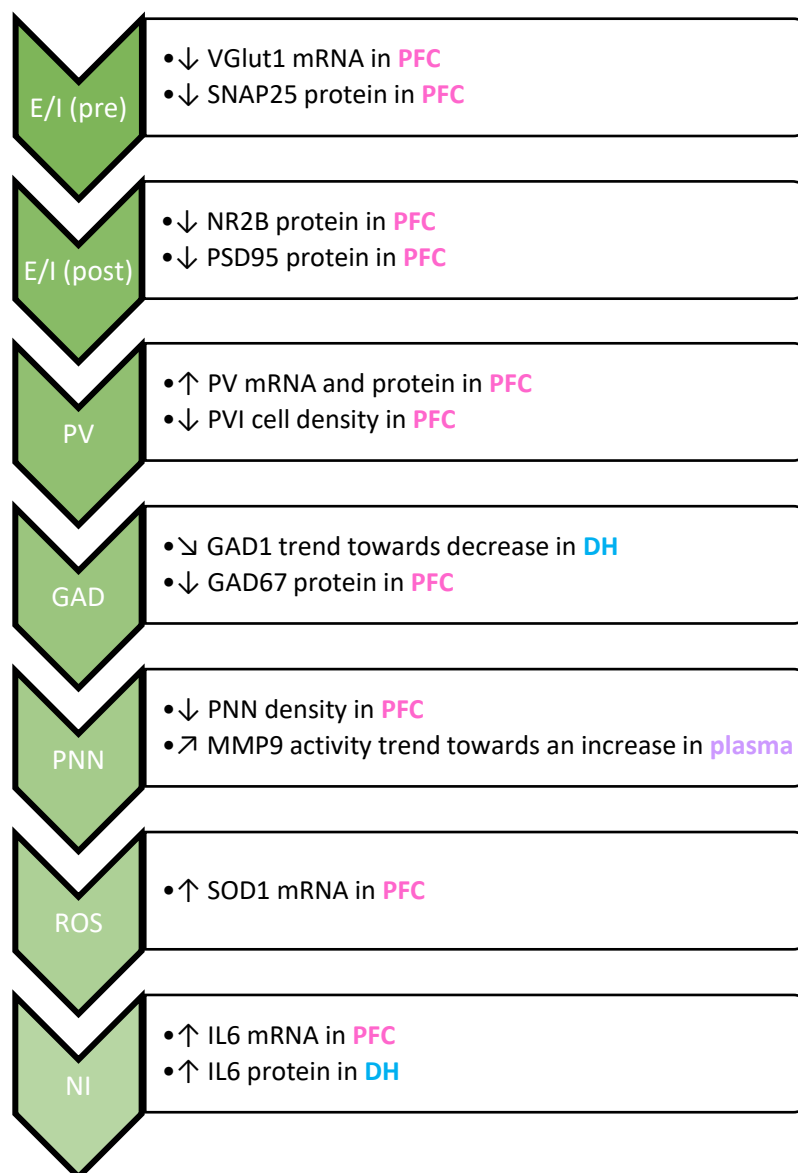 E/I (pre)
•↓ VGlut1 mRNA in PFC
•↓ SNAP25 protein in PFC
E/I (post)
•↓ NR2B protein in PFC
•↓ PSD95 protein in PFC
PV
•↑ PV mRNA and protein in PFC
•↓ PVI cell density in PFC
GAD
•↘ GAD1 trend towards decrease in DH
•↓ GAD67 protein in PFC
PNN
•↓ PNN density in PFC
•↗ MMP9 activity trend towards an increase in plasma
ROS
•↑ SOD1 mRNA in PFC
NI
•↑ IL6 mRNA in PFC
•↑ IL6 protein in DH